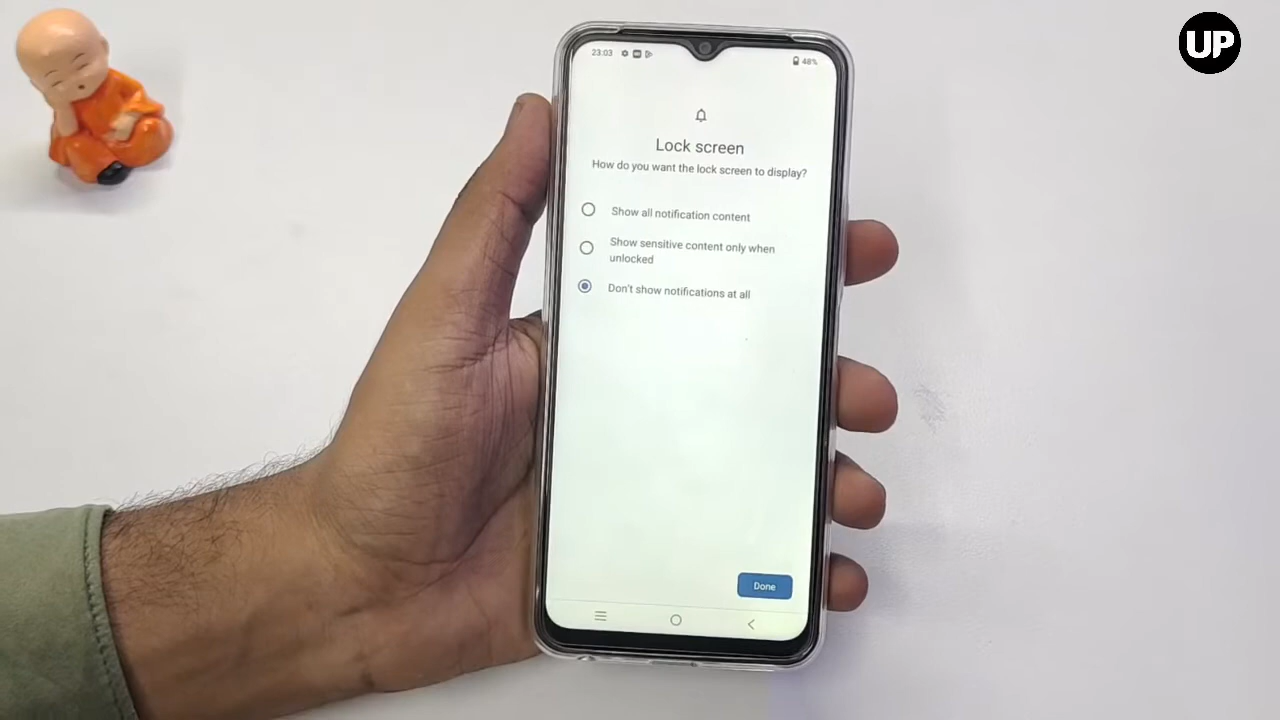 UP
23:03
48%
Lock screen
How do you want the lock screen to display?
Show all notification content
Show sensitive content only when
unlocked
Don't show notifications at all
Done